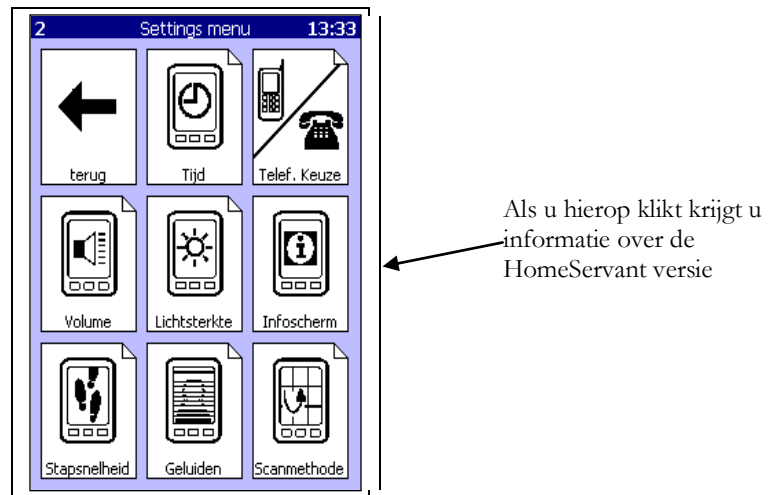 2 Settings menu 13:33
terug Tijd Telef. Keuze
Volume Lichtsterkte Infoscherm
Stapsnelheid Geluiden Scanmethode
Als u hierop klikt krijgt u
informatie over de
HomeServant versie